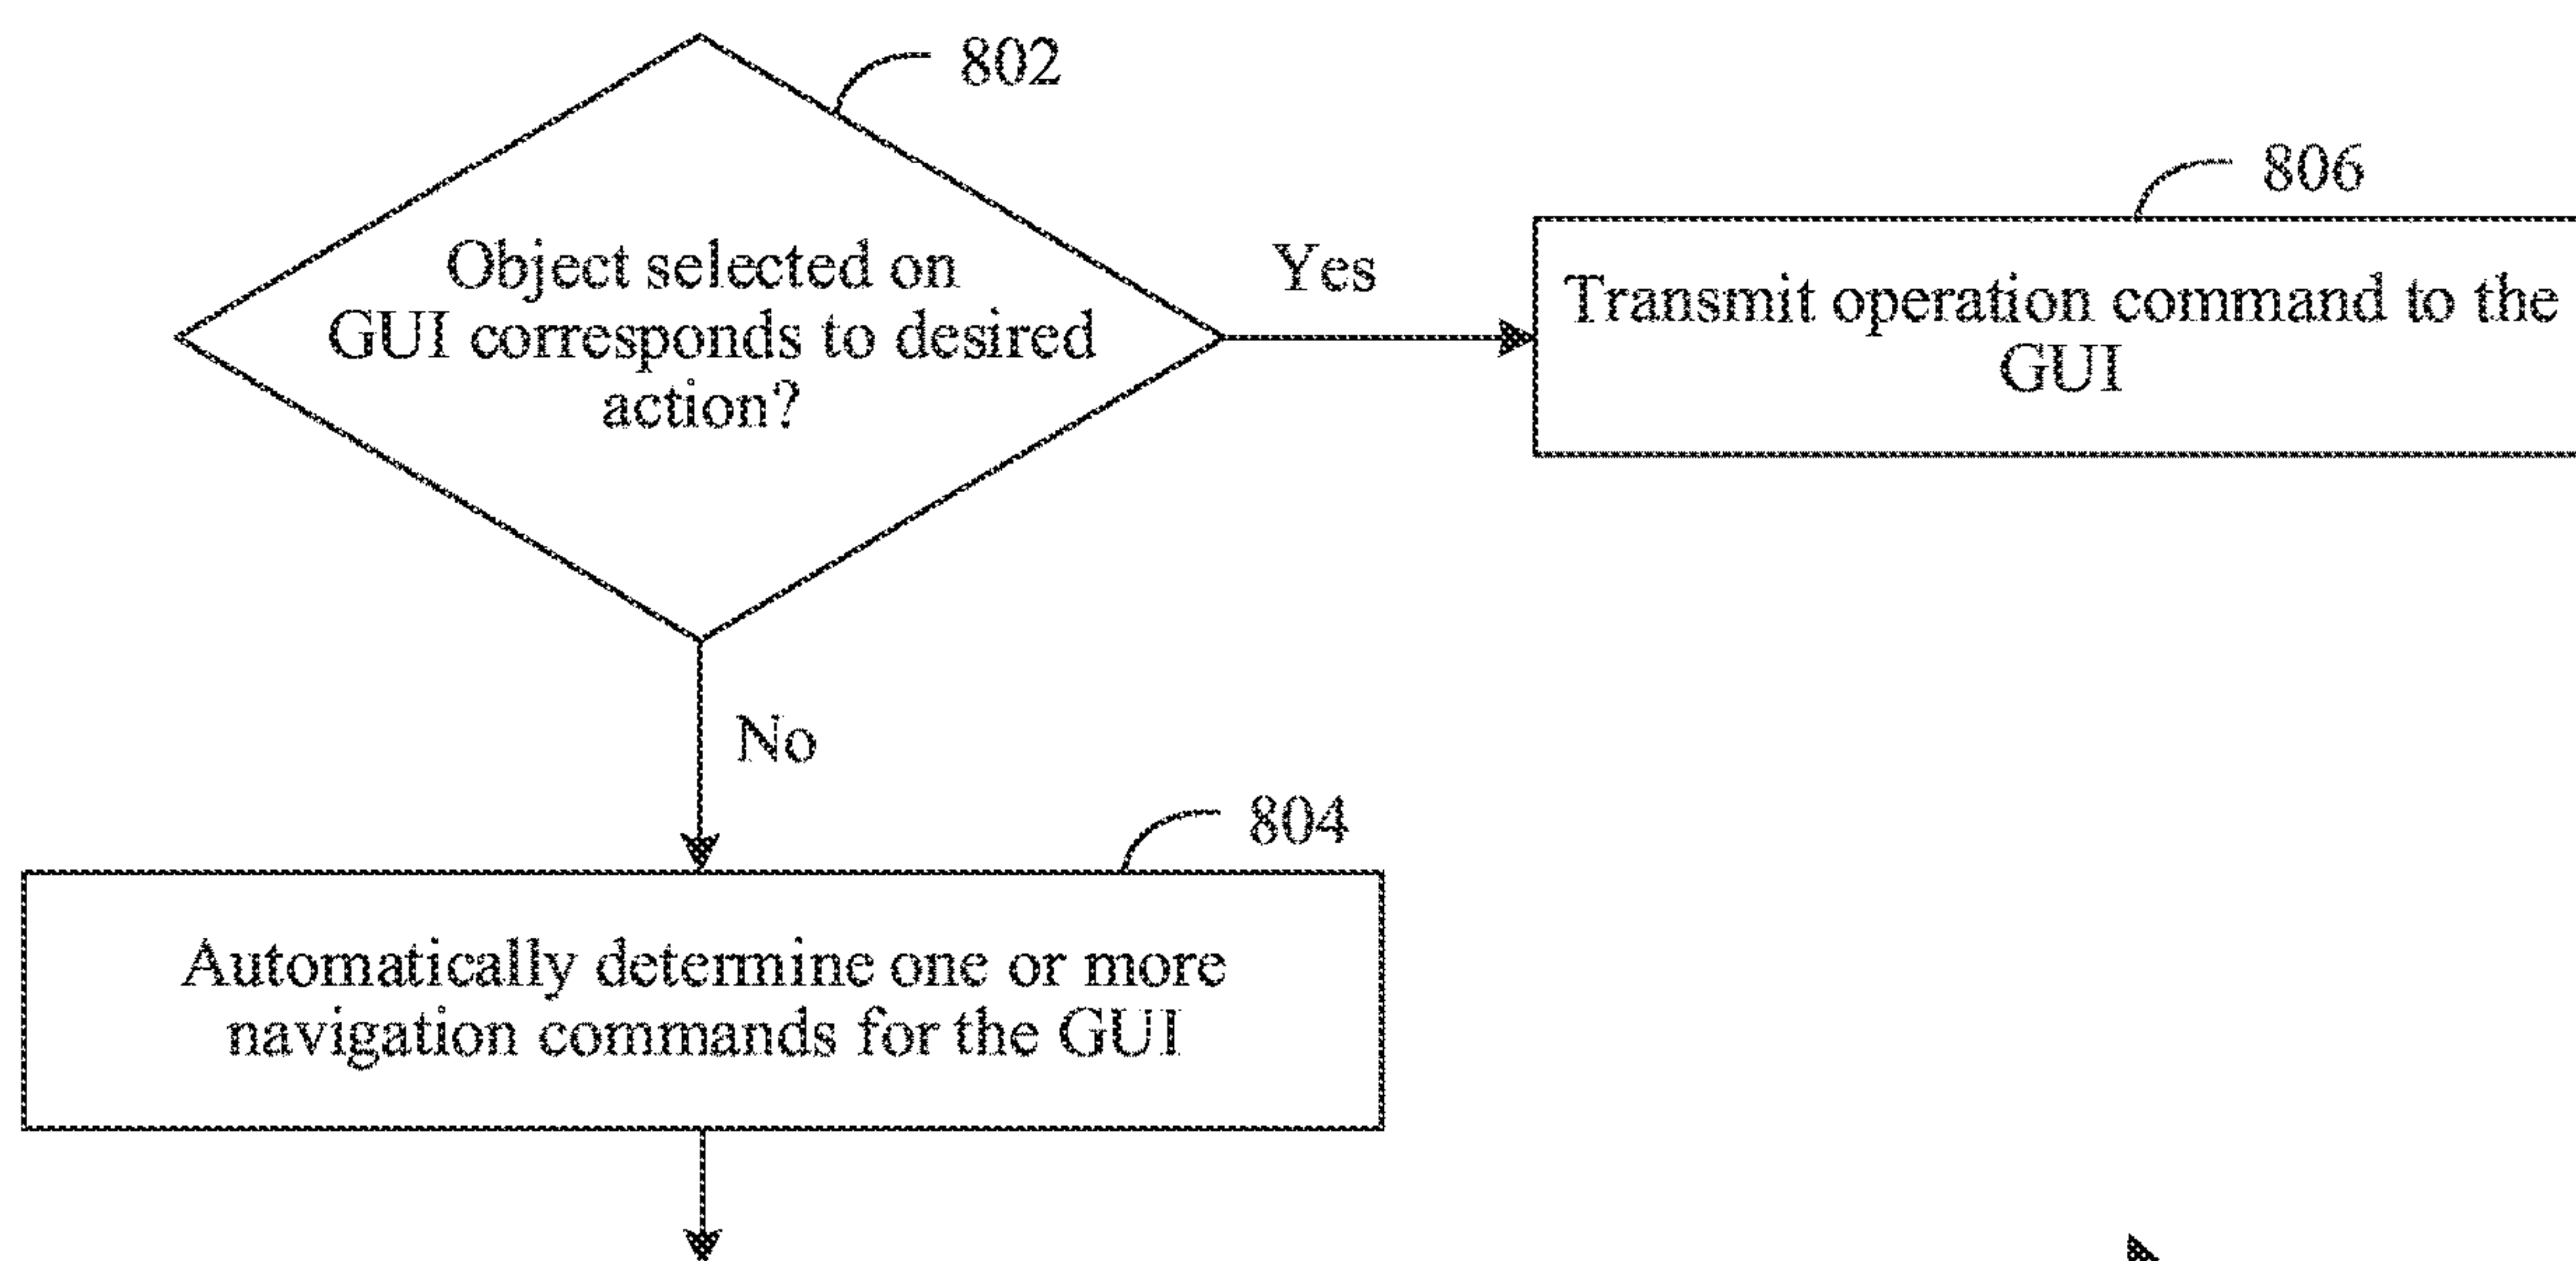 802
Object selected on
GUI corresponds to desired
action?
Yes
806
Transmit operation command to the
GUI
No
804
Automatically determine one or more
navigation commands for the GUI